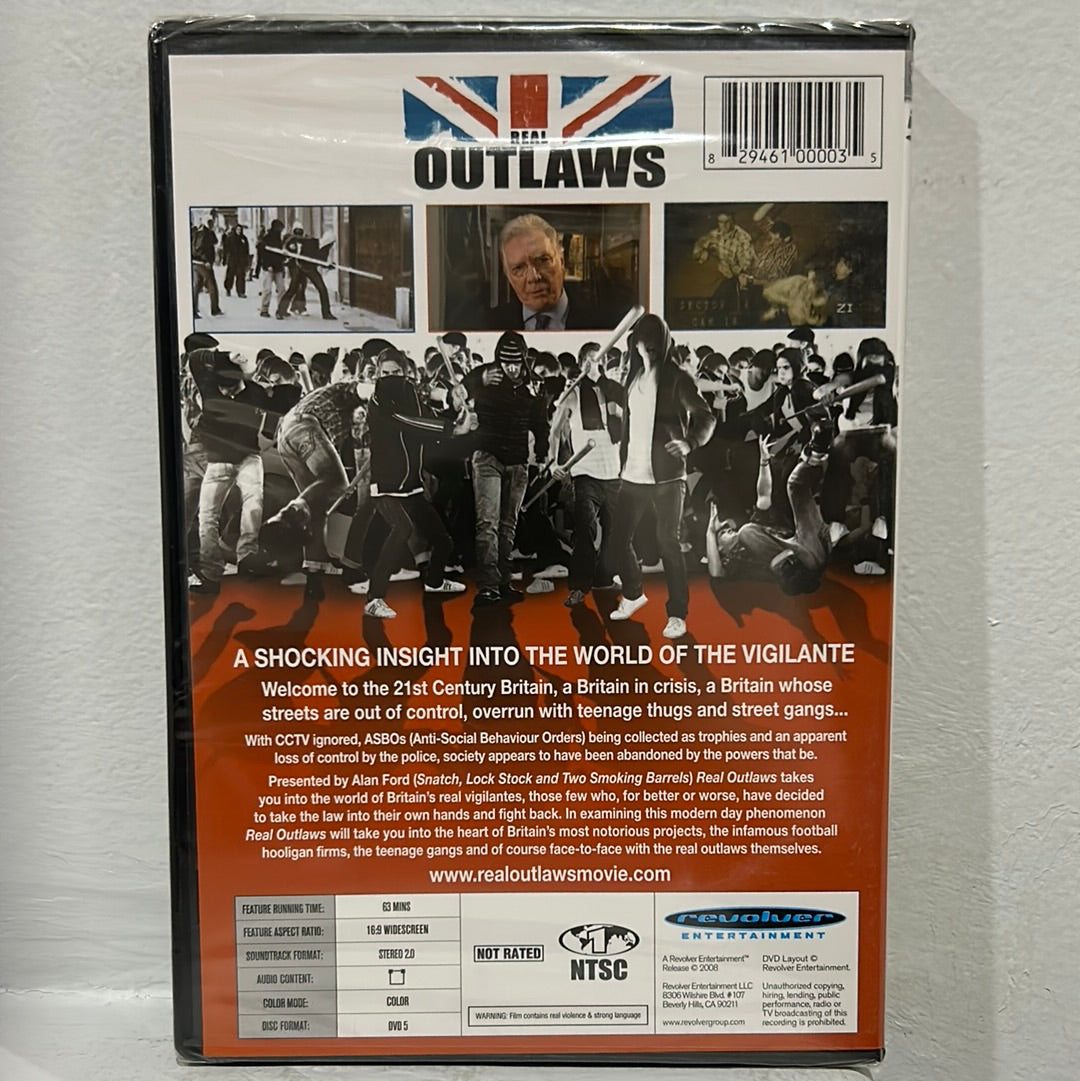 REAL
OUTLAWS
8 29461 00003 5
SECTOR
CAM 18
ZI
A SHOCKING INSIGHT INTO THE WORLD OF THE VIGILANTE
Welcome to the 21st Century Britain, a Britain in crisis, a Britain whose
streets are out of control, overrun with teenage thugs and street gangs...
With CCTV ignored, ASBOs (Anti-Social Behaviour Orders) being collected as trophies and an apparent
loss of control by the police, society appears to have been abandoned by the powers that be.
Presented by Alan Ford (Snatch, Lock Stock and Two Smoking Barrels) Real Outlaws takes
you into the world of Britain's real vigilantes, those few who, for better or worse, have decided
to take the law into their own hands and fight back. In examining this modern day phenomenon
Real Outlaws will take you into the heart of Britain's most notorious projects, the infamous football
hooligan firms, the teenage gangs and of course face-to-face with the real outlaws themselves.
www.realoutlawsmovie.com
FEATURE RUNNING TIME: 63 MINS
FEATURE ASPECT RATIO: 16:9 WIDESCREEN
SOUNDTRACK FORMAT: STEREO 2.0
AUDIO CONTENT:
COLOR MODE: COLOR
DISC FORMAT: DVD 5
NOT RATED
1
NTSC
WARNING: Film contains real violence & strong language
revolver
ENTERTAINMENT
A Revolver Entertainment™
Release © 2008
Revolver Entertainment LLC
8306 Wilshire Blvd. #107
Beverly Hills, CA 90211
www.revolvergroup.com
DVD Layout ©
Revolver Entertainment.
Unauthorized copying,
hiring, lending, public
performance, radio or
TV broadcasting of this
recording is prohibited.